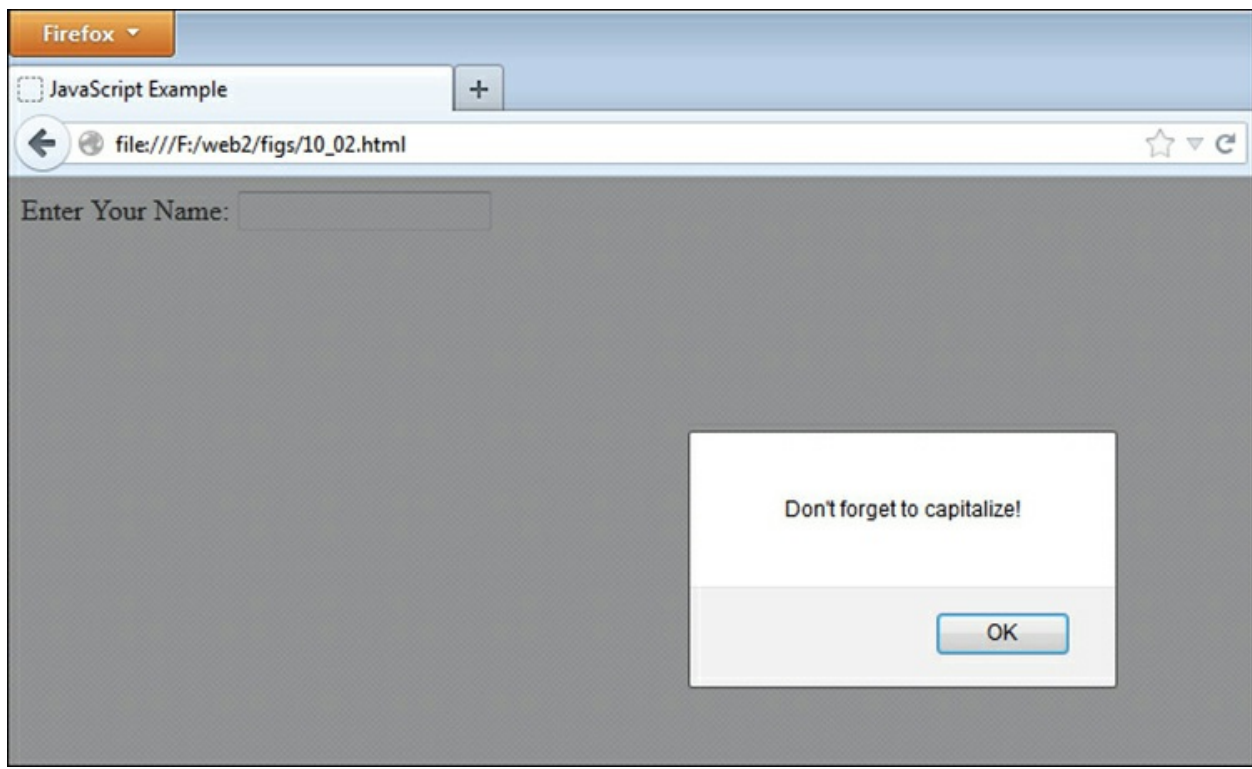 Firefox
JavaScript Example
file:///F:/web2/figs/10_02.html
Enter Your Name:
Don't forget to capitalize!
OK